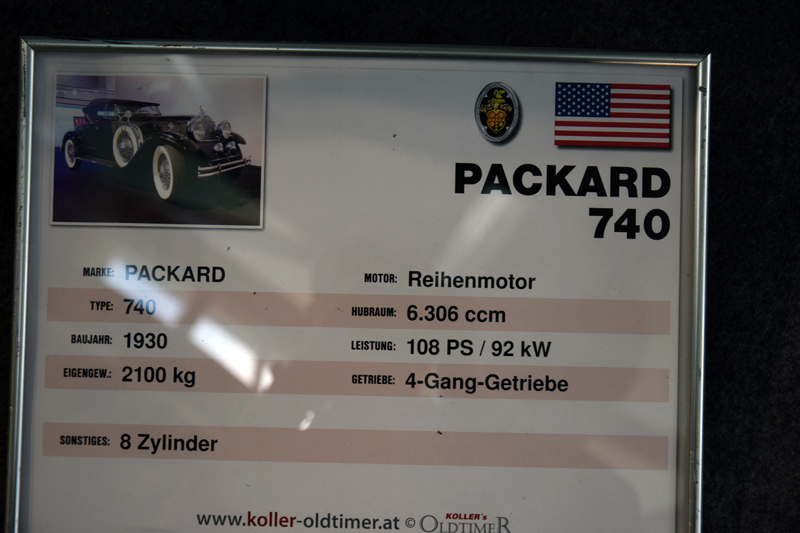 PACKARD
740
MARKE: PACKARD
MOTOR: Reihenmotor
TYPE: 740
HUBRAUM: 6.306 ccm
BAUJAHR: 1930
LEISTUNG: 108 PS / 92 kW
EIGENGEW.: 2100 kg
GETRIEBE: 4-Gang-Getriebe
SONSTIGES: 8 Zylinder
www.koller-oldtimer.at © KOLLER's OLDTIMER